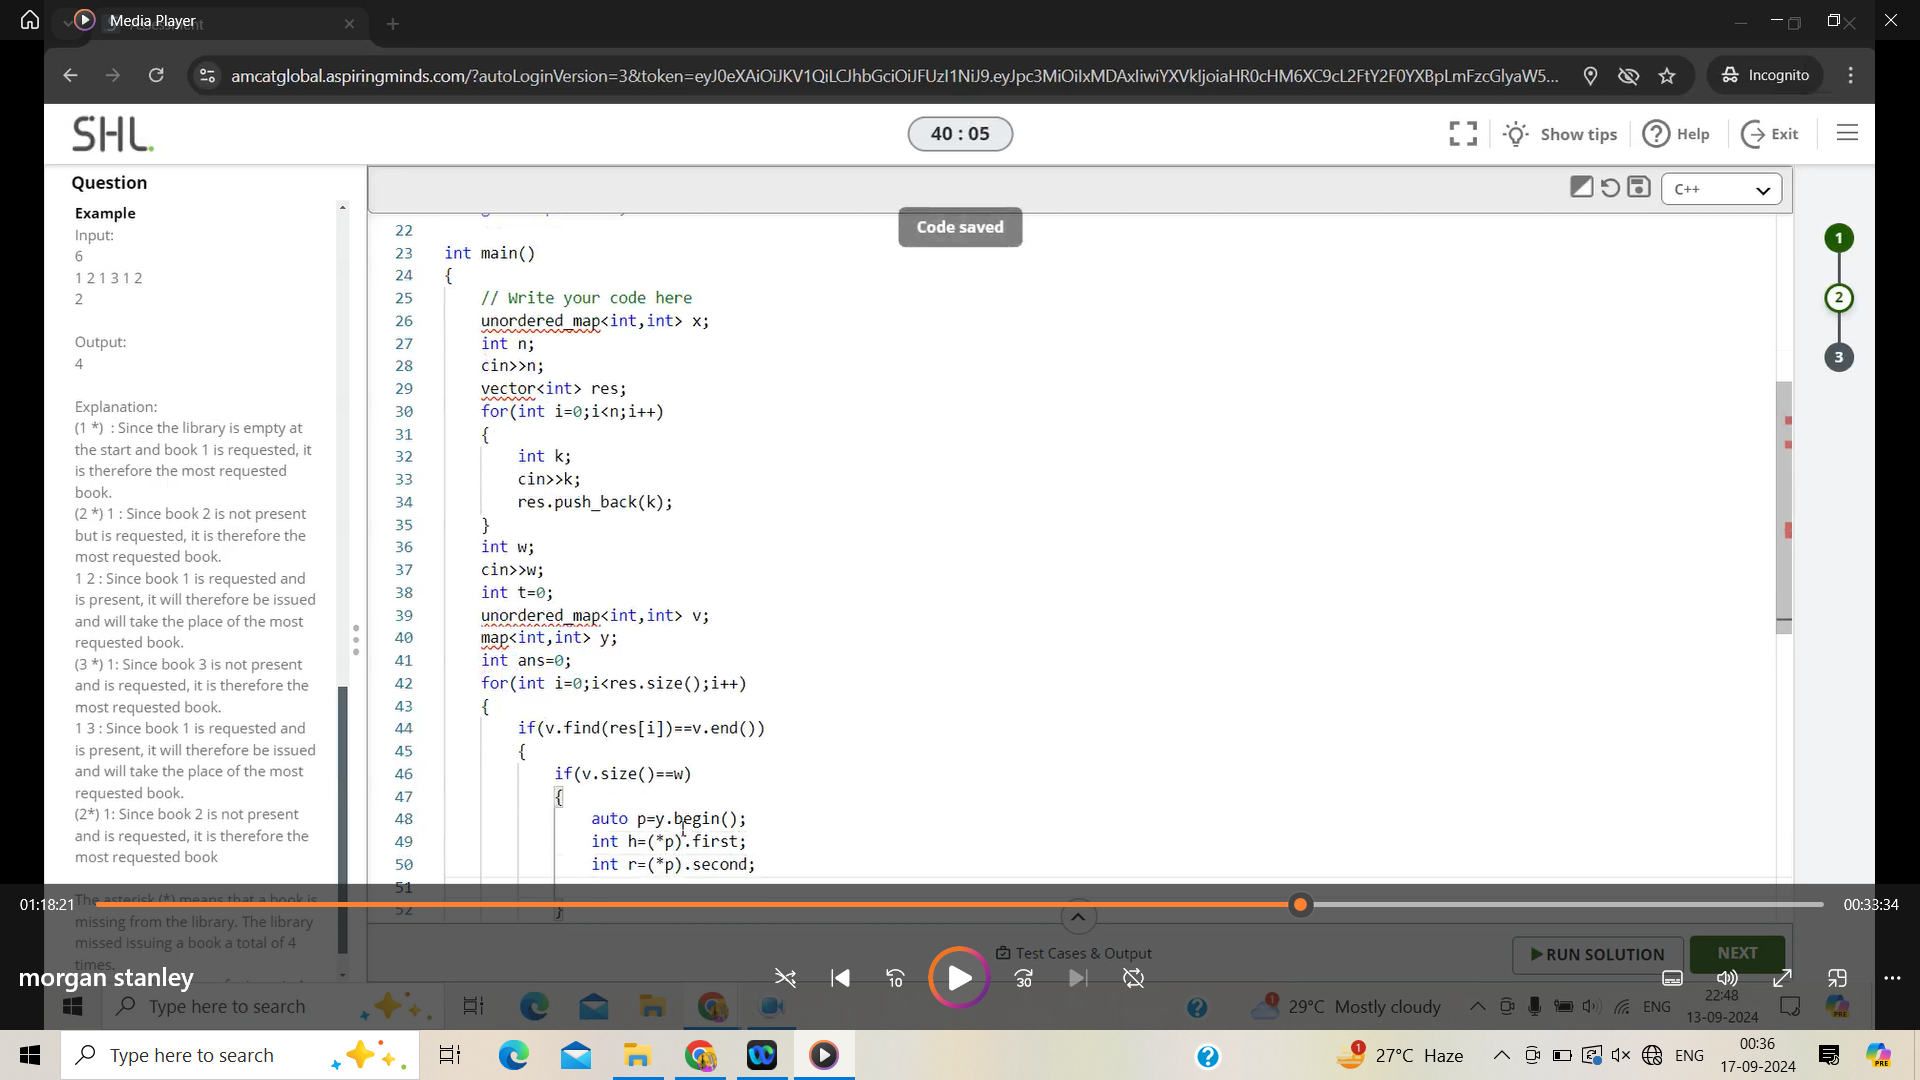 Media Player
Assessment
amcatglobal.aspiringminds.com/?autoLoginVersion=3&token=eyJ0eXAiOiJKV1QiLCJhbGciOiJFUzI1NiJ9.eyJpc3MiOiIxMDAxIiwiYXVkIjoiaHR0cHM6XC9cL2FtY2F0YXBpLmFzcGlyaW5...
Incognito
SHL.
40 : 05
Show tips
Help
Exit
Question
C++
Code saved
Example
Input:
6
1 2 1 3 1 2
2
Output:
4
Explanation:
(1 *) : Since the library is empty at
the start and book 1 is requested, it
is therefore the most requested
book.
(2 *) 1 : Since book 2 is not present
but is requested, it is therefore the
most requested book.
1 2 : Since book 1 is requested and
is present, it will therefore be issued
and will take the place of the most
requested book.
(3 *) 1: Since book 3 is not present
and is requested, it is therefore the
most requested book.
1 3 : Since book 1 is requested and
is present, it will therefore be issued
and will take the place of the most
requested book.
(2*) 1: Since book 2 is not present
and is requested, it is therefore the
most requested book
The asterisk (*) means that a book is
missing from the library. The library
missed issuing a book a total of 4
times.
22
23 int main()
24 {
25 // Write your code here
26 unordered_map<int,int> x;
27 int n;
28 cin>>n;
29 vector<int> res;
30 for(int i=0;i<n;i++)
31 {
32 int k;
33 cin>>k;
34 res.push_back(k);
35 }
36 int w;
37 cin>>w;
38 int t=0;
39 unordered_map<int,int> v;
40 map<int,int> y;
41 int ans=0;
42 for(int i=0;i<res.size();i++)
43 {
44 if(v.find(res[i])==v.end())
45 {
46 if(v.size()==w)
47 {
48 auto p=y.begin();
49 int h=(*p).first;
50 int r=(*p).second;
51
52 }
1
2
3
01:18:21
00:33:34
Test Cases & Output
RUN SOLUTION
NEXT
morgan stanley
10
30
Type here to search
29°C Mostly cloudy
ENG
22:48
13-09-2024
Type here to search
27°C Haze
ENG
00:36
17-09-2024